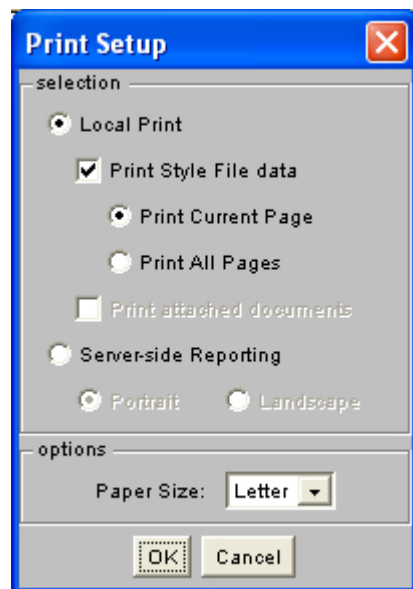 Print Setup
selection
Local Print
Print Style File data
Print Current Page
Print All Pages
Print attached documents
Server-side Reporting
Portrait Landscape
options
Paper Size: Letter
OK Cancel